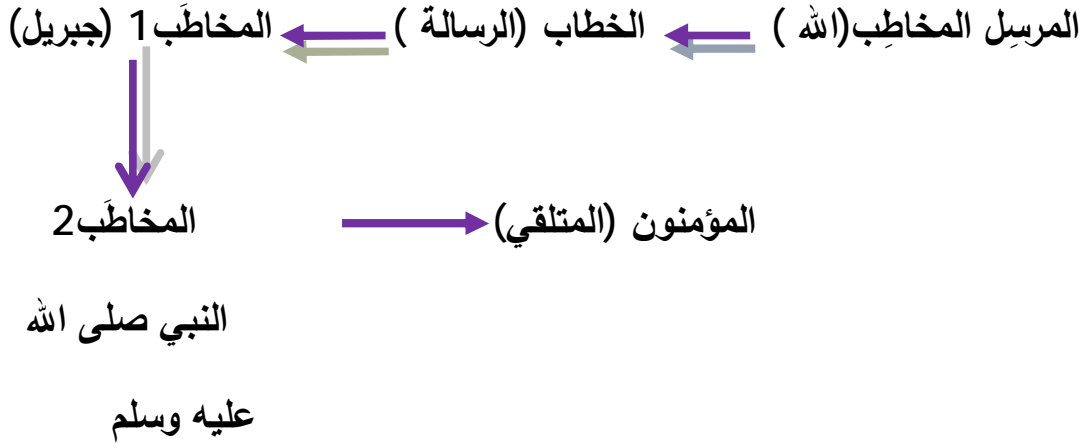 المرسِل المخاطِب(الله ) الخطاب (الرسالة ) المخاطَب1 (جبريل)
المخاطَب2 المؤمنون (المتلقي)
النبي صلى الله
عليه وسلم